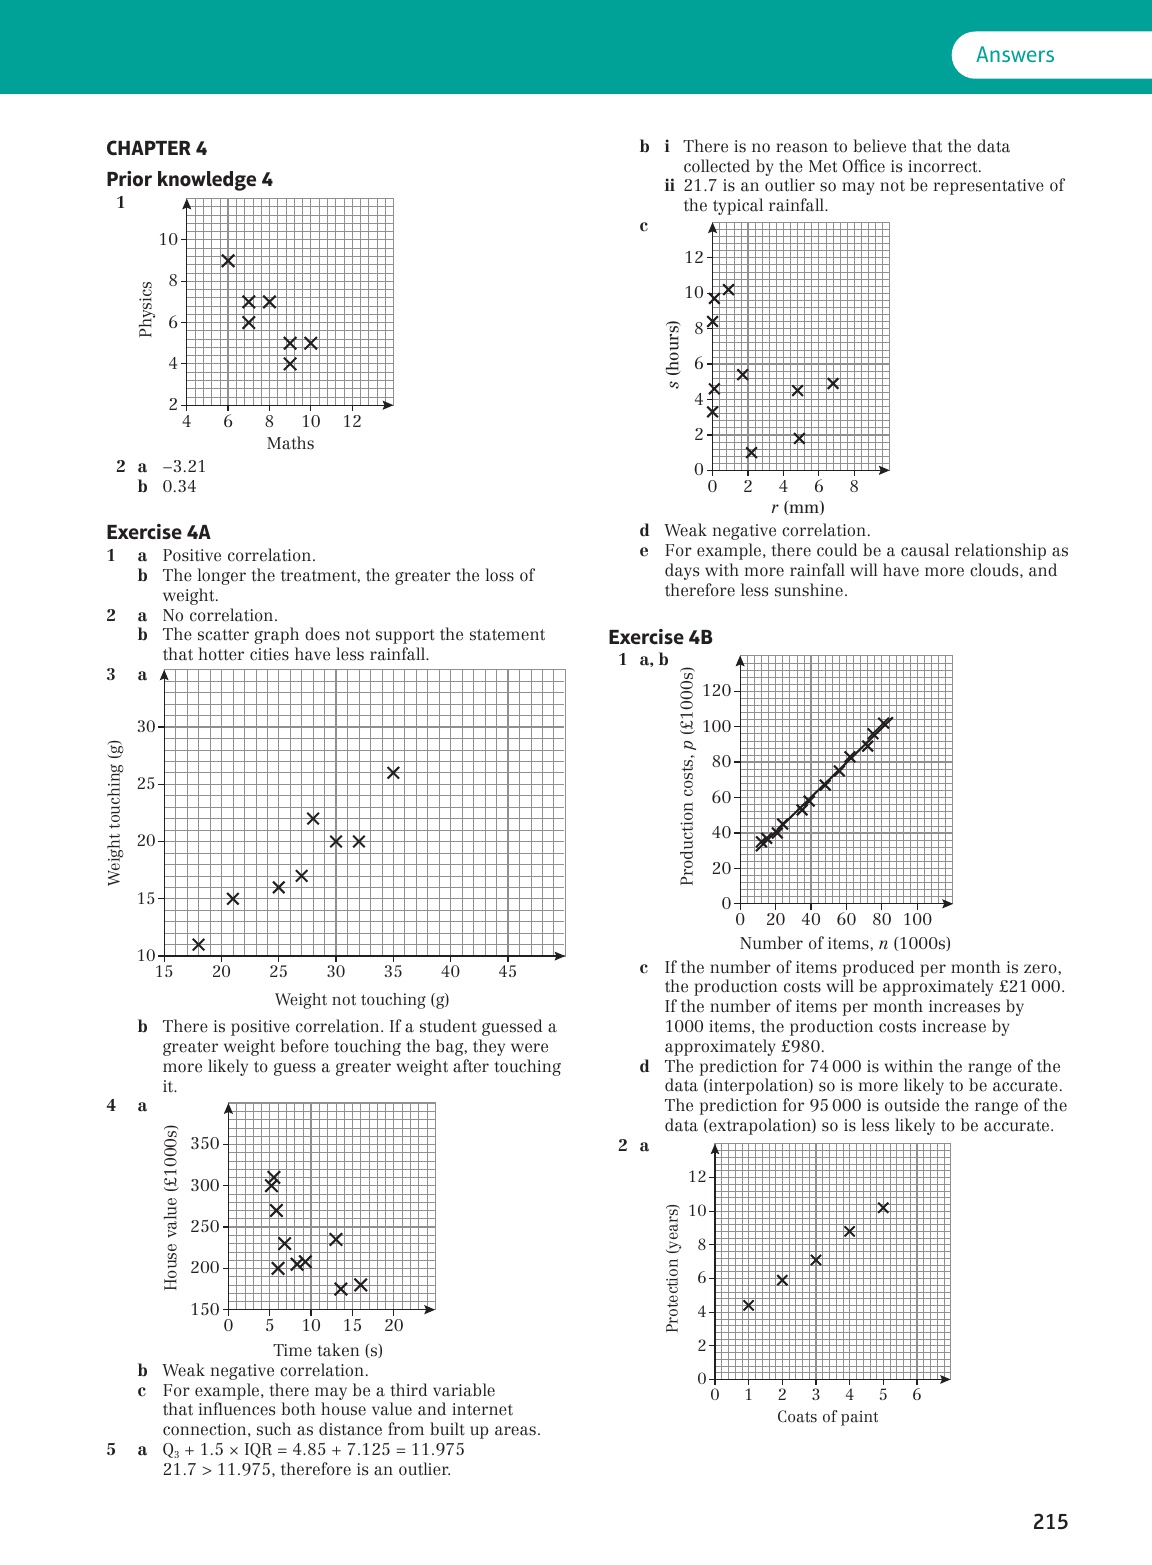 Answers
CHAPTER 4
Prior knowledge 4
1
10
8
6
4
2
Physics
4 6 8 10 12
Maths
2 a –3.21
b 0.34
Exercise 4A
1 a Positive correlation.
b The longer the treatment, the greater the loss of
weight.
2 a No correlation.
b The scatter graph does not support the statement
that hotter cities have less rainfall.
3 a
30
25
20
15
10
Weight touching (g)
15 20 25 30 35 40 45
Weight not touching (g)
b There is positive correlation. If a student guessed a
greater weight before touching the bag, they were
more likely to guess a greater weight after touching
it.
4 a
350
300
250
200
150
House value (£1000s)
0 5 10 15 20
Time taken (s)
b Weak negative correlation.
c For example, there may be a third variable
that influences both house value and internet
connection, such as distance from built up areas.
5 a Q₃ + 1.5 × IQR = 4.85 + 7.125 = 11.975
21.7 > 11.975, therefore is an outlier.
b i There is no reason to believe that the data
collected by the Met Office is incorrect.
ii 21.7 is an outlier so may not be representative of
the typical rainfall.
c
12
10
8
6
4
2
0
s (hours)
0 2 4 6 8
r (mm)
d Weak negative correlation.
e For example, there could be a causal relationship as
days with more rainfall will have more clouds, and
therefore less sunshine.
Exercise 4B
1 a, b
120
100
80
60
40
20
0
Production costs, p (£1000s)
0 20 40 60 80 100
Number of items, n (1000s)
c If the number of items produced per month is zero,
the production costs will be approximately £21 000.
If the number of items per month increases by
1000 items, the production costs increase by
approximately £980.
d The prediction for 74 000 is within the range of the
data (interpolation) so is more likely to be accurate.
The prediction for 95 000 is outside the range of the
data (extrapolation) so is less likely to be accurate.
2 a
12
10
8
6
4
2
0
Protection (years)
0 1 2 3 4 5 6
Coats of paint
215